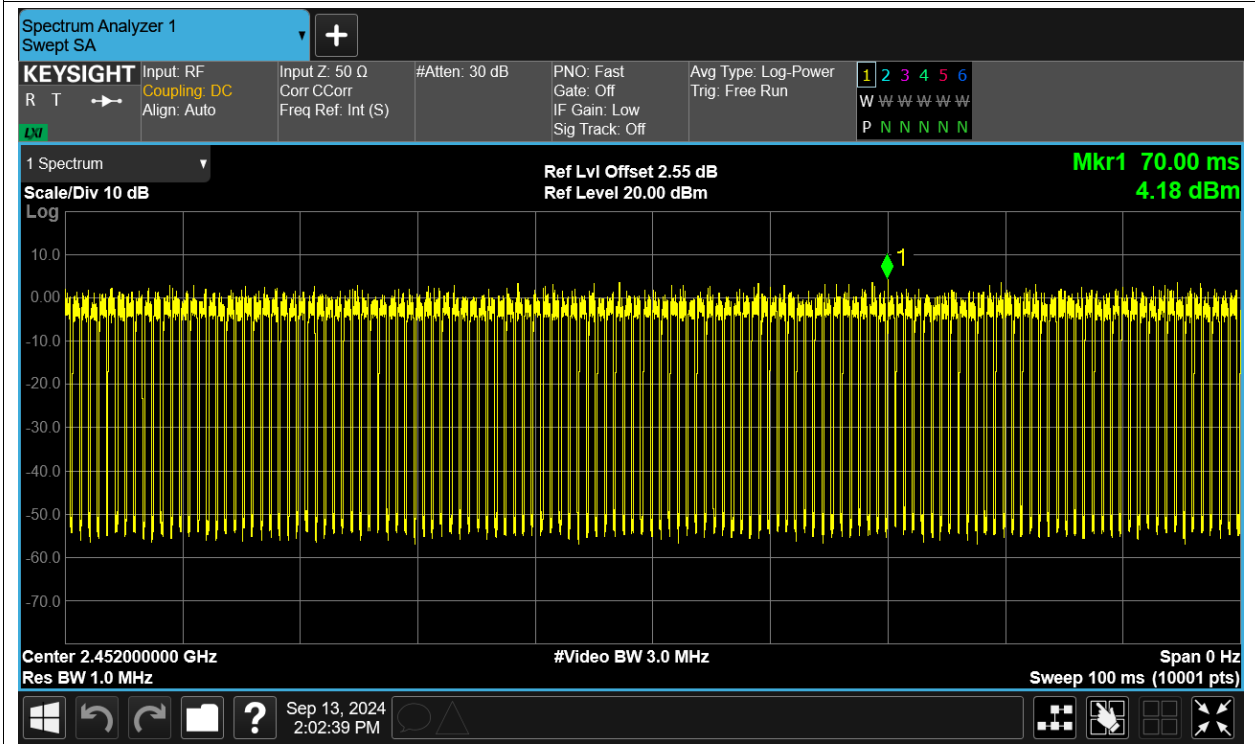 Spectrum Analyzer 1
Swept SA
KEYSIGHT
R T
LXI
Input: RF
Coupling: DC
Align: Auto
Input Z: 50 Ω
Corr CCorr
Freq Ref: Int (S)
#Atten: 30 dB
PNO: Fast
Gate: Off
IF Gain: Low
Sig Track: Off
Avg Type: Log-Power
Trig: Free Run
1 2 3 4 5 6
W W W W W W
P N N N N N
1 Spectrum
Scale/Div 10 dB
Log
Ref Lvl Offset 2.55 dB
Ref Level 20.00 dBm
Mkr1 70.00 ms
4.18 dBm
1
10.0
0.00
-10.0
-20.0
-30.0
-40.0
-50.0
-60.0
-70.0
Center 2.452000000 GHz
Res BW 1.0 MHz
#Video BW 3.0 MHz
Span 0 Hz
Sweep 100 ms (10001 pts)
?
Sep 13, 2024
2:02:39 PM